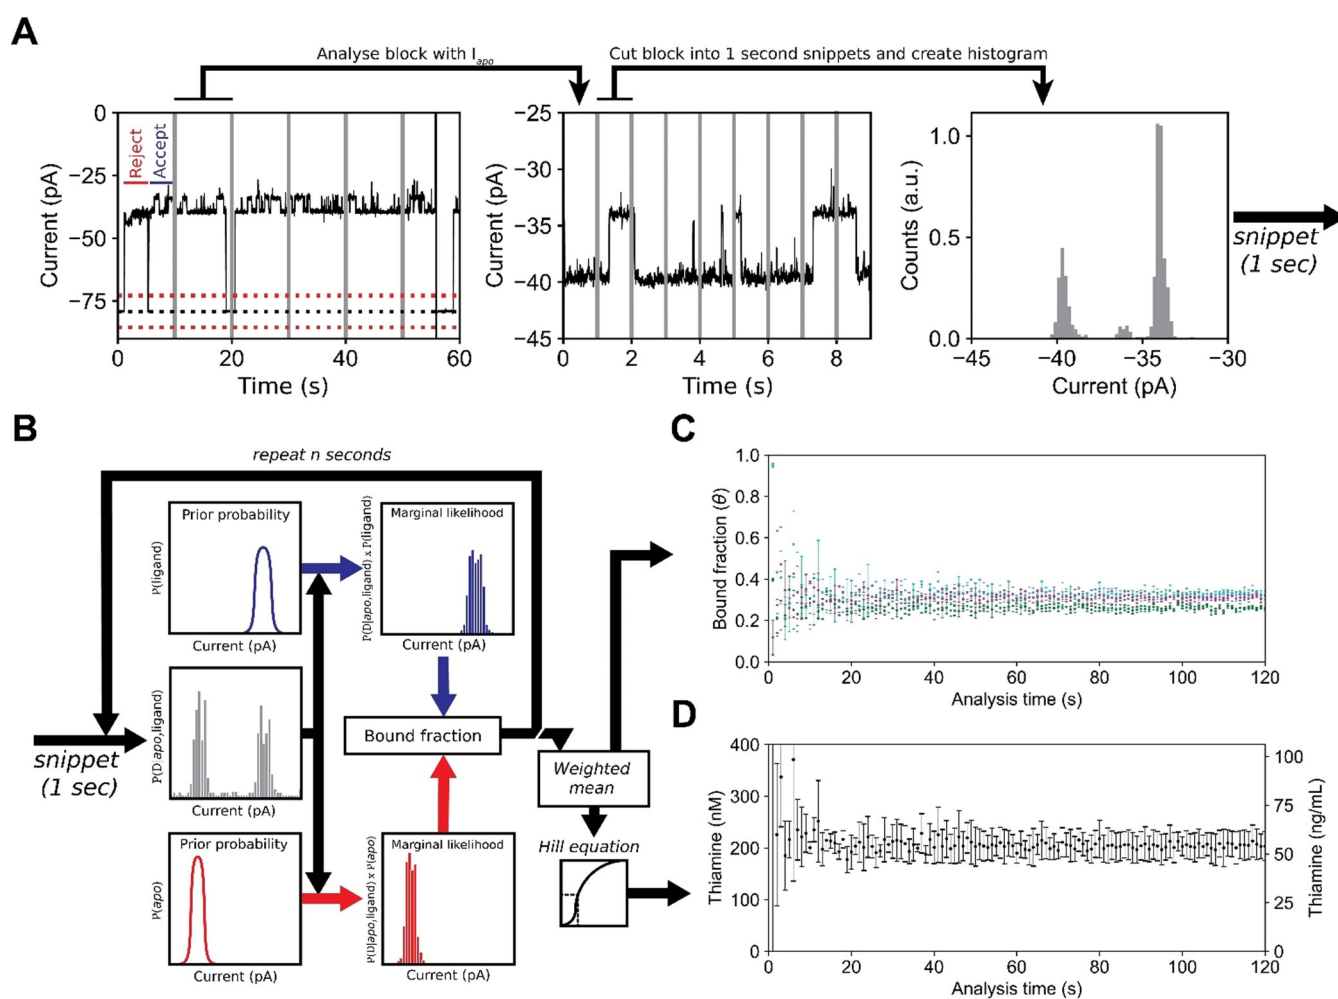 A
Analyse block with I_apo
Cut block into 1 second snippets and create histogram
Reject
Accept
Current (pA)
0
−25
−50
−75
0
20
40
60
Time (s)
Current (pA)
−25
−30
−35
−40
−45
0
2
4
6
8
Time (s)
Counts (a.u.)
1.0
0.5
0.0
−45
−40
−35
−30
Current (pA)
snippet
(1 sec)
B
repeat n seconds
Prior probability
P(ligand)
Current (pA)
Marginal likelihood
P(D|apo,ligand) x P(ligand)
Current (pA)
P(D|apo,ligand)
Current (pA)
snippet
(1 sec)
Bound fraction
Weighted
mean
Hill equation
Prior probability
P(apo)
Current (pA)
Marginal likelihood
P(D|apo,ligand) x P(apo)
Current (pA)
C
Bound fraction (θ)
1.0
0.8
0.6
0.4
0.2
0.0
0
20
40
60
80
100
120
Analysis time (s)
D
Thiamine (nM)
400
300
200
100
0
100
75
50
25
0
Thiamine (ng/mL)
0
20
40
60
80
100
120
Analysis time (s)